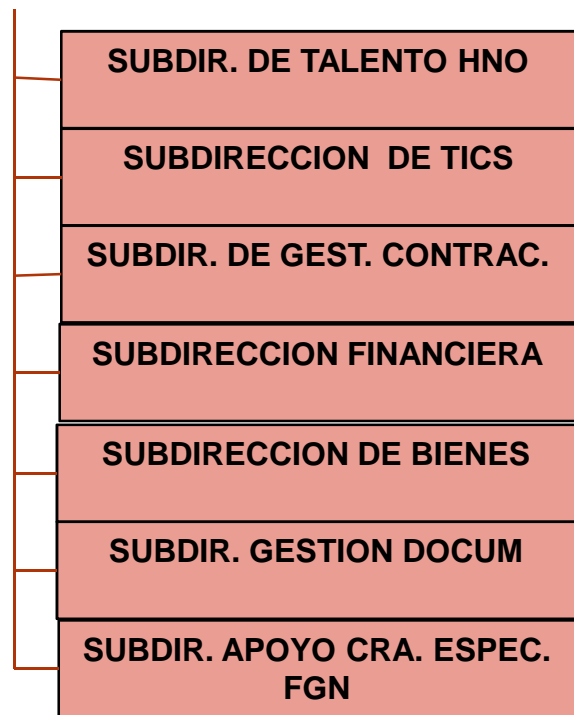 SUBDIR. DE TALENTO HNO
SUBDIRECCION DE TICS
SUBDIR. DE GEST. CONTRAC.
SUBDIRECCION FINANCIERA
SUBDIRECCION DE BIENES
SUBDIR. GESTION DOCUM
SUBDIR. APOYO CRA. ESPEC.
FGN